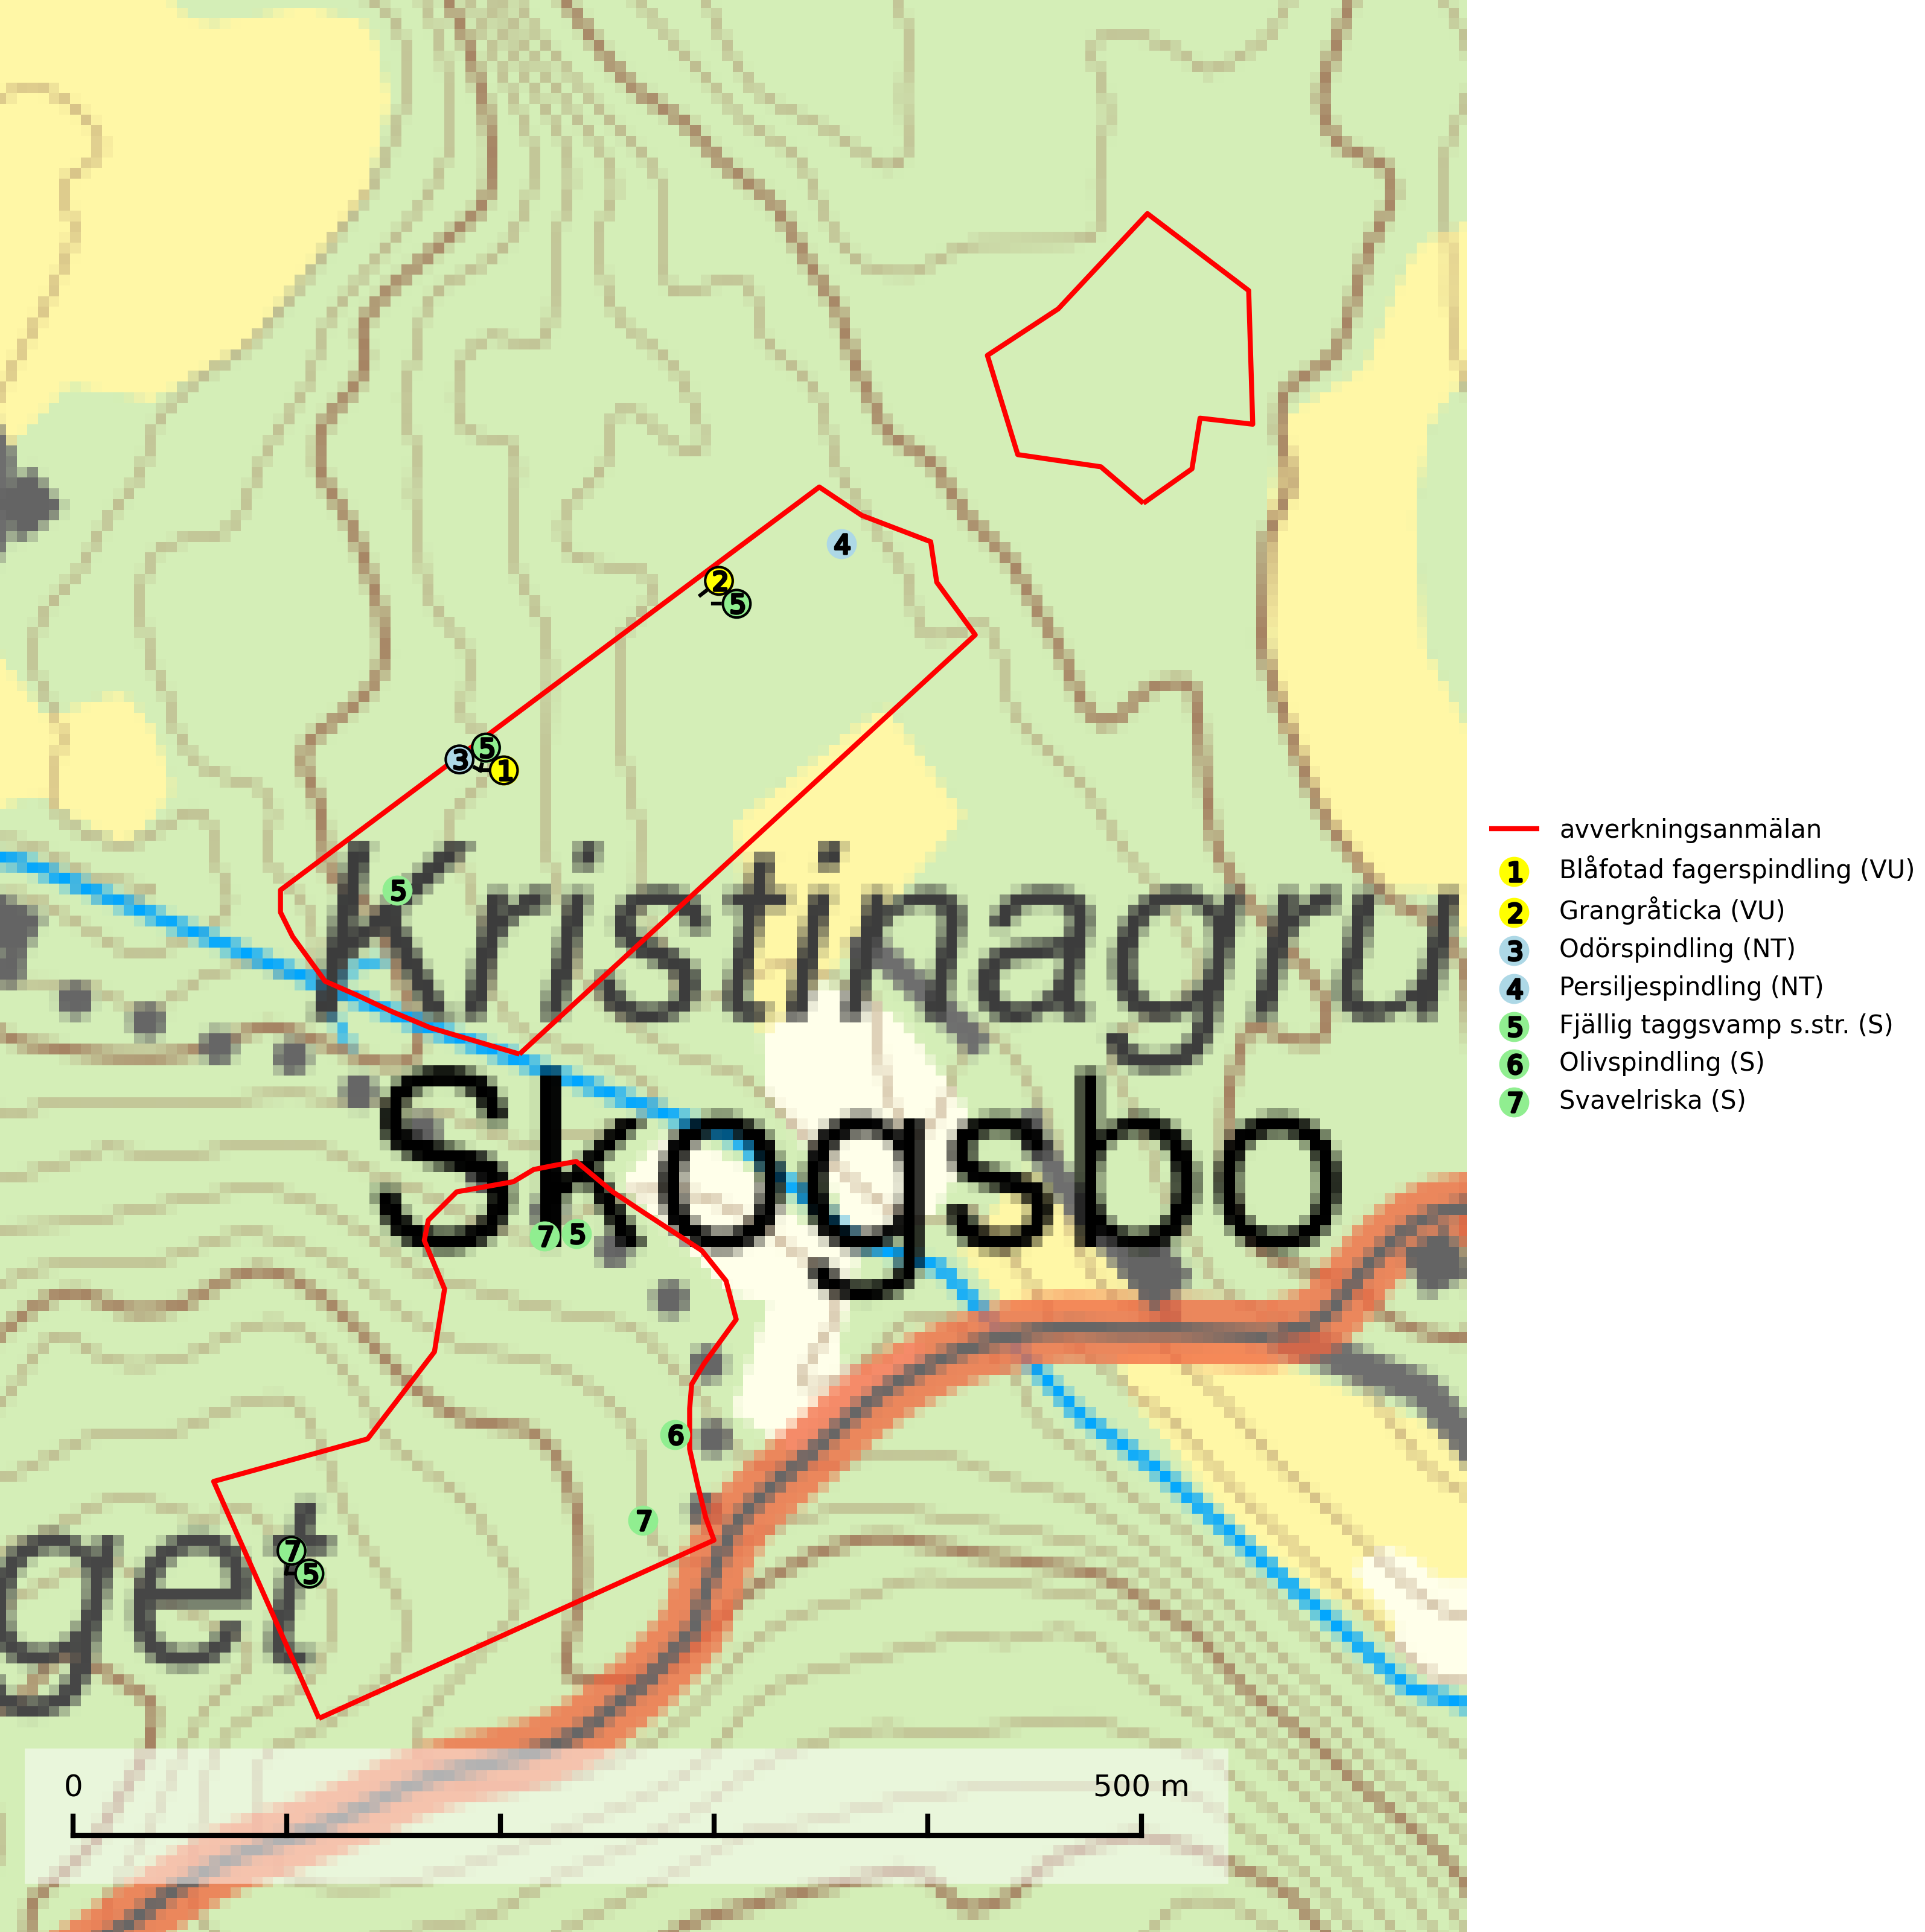 4
2
5
5
3
1
5
Kristinagru
Skogsbo
7
5
6
7
7
5
get
0
500 m
avverkningsanmälan
1 Blåfotad fagerspindling (VU)
2 Grangråticka (VU)
3 Odörspindling (NT)
4 Persiljespindling (NT)
5 Fjällig taggsvamp s.str. (S)
6 Olivspindling (S)
7 Svavelriska (S)